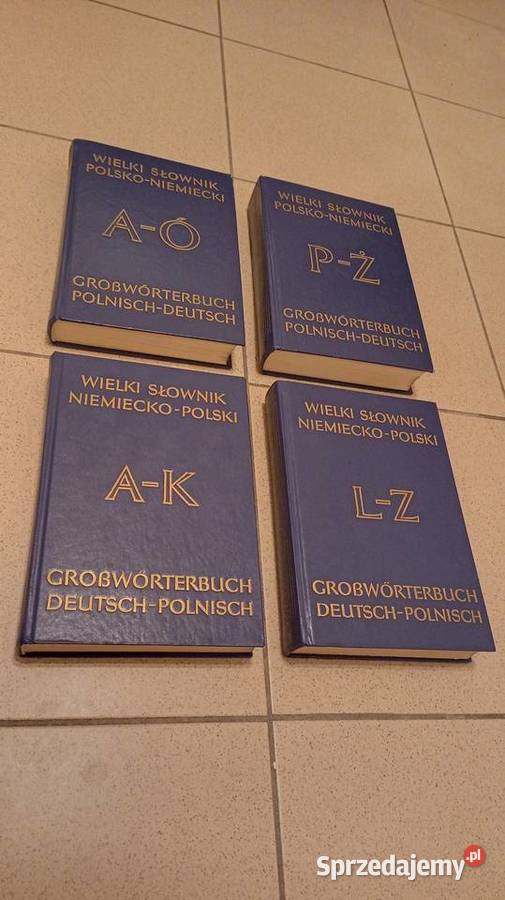 WIELKI SŁOWNIK
POLSKO-NIEMIECKI
A-Ó
GROßWÖRTERBUCH
POLNISCH-DEUTSCH
WIELKI SŁOWNIK
POLSKO-NIEMIECKI
P-Ż
GROßWÖRTERBUCH
POLNISCH-DEUTSCH
WIELKI SŁOWNIK
NIEMIECKO-POLSKI
A-K
GROßWÖRTERBUCH
DEUTSCH-POLNISCH
WIELKI SŁOWNIK
NIEMIECKO-POLSKI
L-Z
GROßWÖRTERBUCH
DEUTSCH-POLNISCH
Sprzedajemy.pl